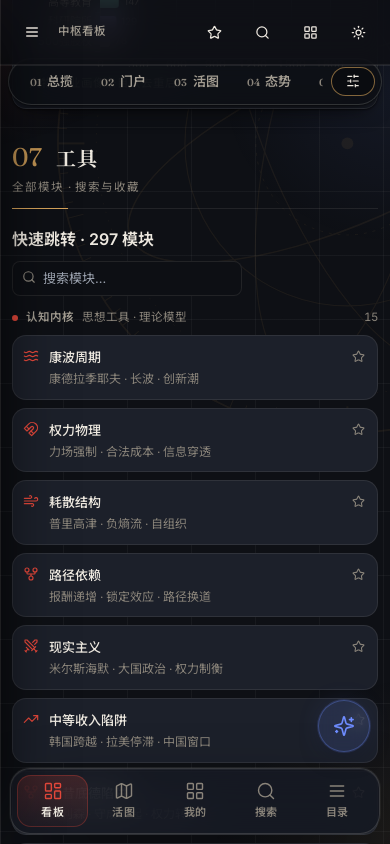 中枢看板
01 总揽 02 门户 03 活图 04 态势
07 工具
全部模块 · 搜索与收藏
快速跳转 · 297 模块
搜索模块...
认知内核 思想工具 · 理论模型 15
康波周期
康德拉季耶夫 · 长波 · 创新潮
权力物理
力场强制 · 合法成本 · 信息穿透
耗散结构
普里高津 · 负熵流 · 自组织
路径依赖
报酬递增 · 锁定效应 · 路径换道
现实主义
米尔斯海默 · 大国政治 · 权力制衡
中等收入陷阱
韩国跨越 · 拉美停滞 · 中国窗口
看板 活图 我的 搜索 目录